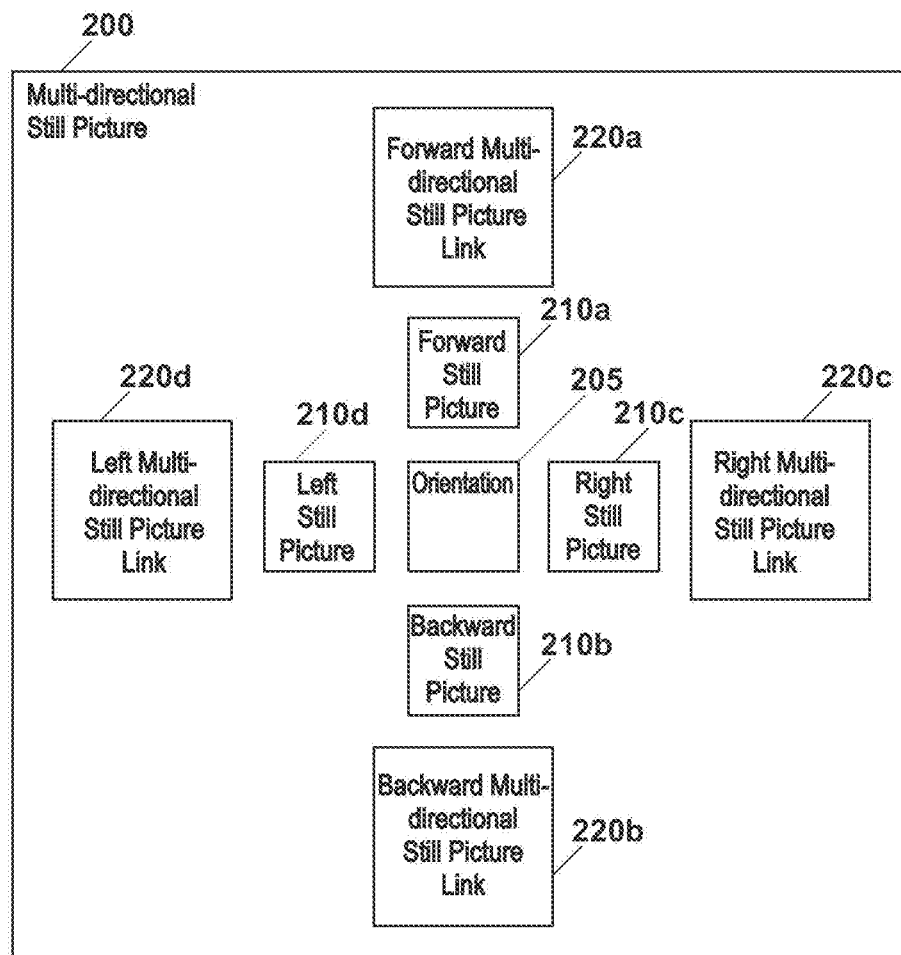 200
Multi-directional
Still Picture
Forward Multi-
directional
Still Picture
Link
220a
Forward
Still
Picture
210a
220d
Left Multi-
directional
Still Picture
Link
210d
Left
Still
Picture
205
Orientation
210c
Right
Still
Picture
220c
Right Multi-
directional
Still Picture
Link
Backward
Still
Picture
210b
Backward Multi-
directional
Still Picture
Link
220b